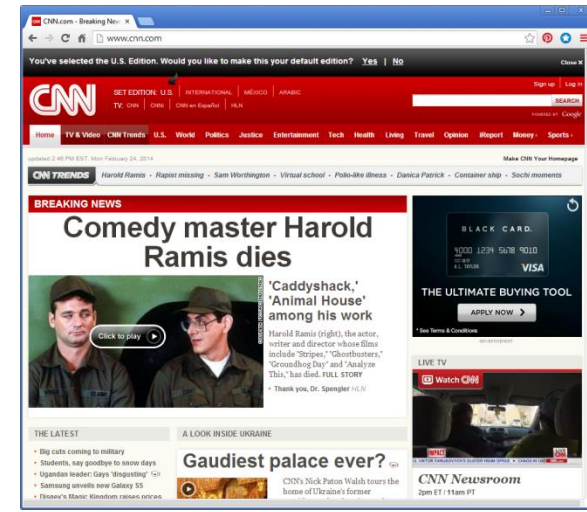 CNN.com - Breaking New
www.cnn.com
You've selected the U.S. Edition. Would you like to make this your default edition? Yes | No
Close X
CNN
SET EDITION: U.S. INTERNATIONAL MÉXICO ARABIC
TV: CNN CNNi CNN en Español HLN
Sign up Log in
SEARCH
POWERED BY Google
Home TV & Video CNN Trends U.S. World Politics Justice Entertainment Tech Health Living Travel Opinion iReport Money Sports
updated 2:46 PM EST, Mon February 24, 2014
Make CNN Your Homepage
CNN TRENDS
Harold Ramis • Rapist missing • Sam Worthington • Virtual school • Polio-like illness • Danica Patrick • Container ship • Sochi moments
BREAKING NEWS
Comedy master Harold
Ramis dies
Click to play
'Caddyshack,'
'Animal House'
among his work
Harold Ramis (right), the actor,
writer and director whose films
include "Stripes," "Ghostbusters,"
"Groundhog Day" and "Analyze
This," has died. FULL STORY
• Thank you, Dr. Spengler HLN
BLACK CARD.
4000 1234 5678 9010
A.L. TAYLOR
VISA
THE ULTIMATE BUYING TOOL
APPLY NOW
* See Terms & Conditions
ADVERTISEMENT
LIVE TV
Watch CNN
IMPACT
LIVE
CNN
CNN Newsroom
2pm ET / 11am PT
THE LATEST
• Big cuts coming to military
• Students, say goodbye to snow days
• Ugandan leader: Gays 'disgusting'
• Samsung unveils new Galaxy S5
• Disney's Magic Kingdom raises prices
A LOOK INSIDE UKRAINE
Gaudiest palace ever?
CNN's Nick Paton Walsh tours the
home of Ukraine's former